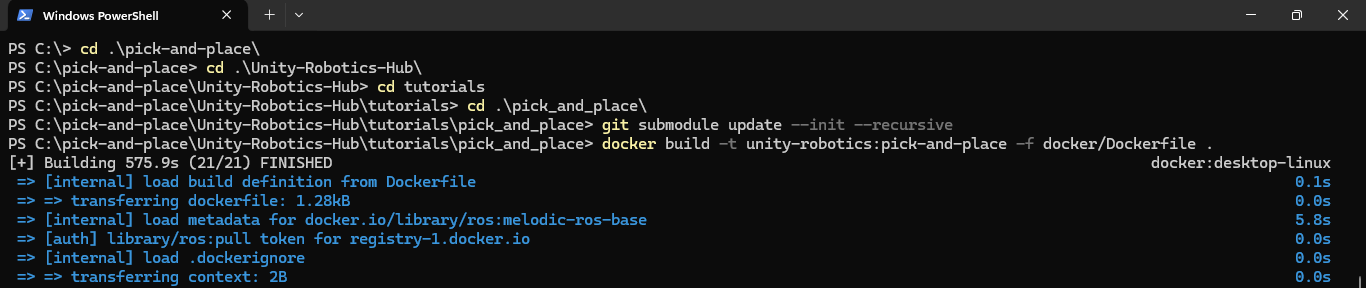 Windows PowerShell
PS C:\> cd .\pick-and-place\
PS C:\pick-and-place> cd .\Unity-Robotics-Hub\
PS C:\pick-and-place\Unity-Robotics-Hub> cd tutorials
PS C:\pick-and-place\Unity-Robotics-Hub\tutorials> cd .\pick_and_place\
PS C:\pick-and-place\Unity-Robotics-Hub\tutorials\pick_and_place> git submodule update --init --recursive
PS C:\pick-and-place\Unity-Robotics-Hub\tutorials\pick_and_place> docker build -t unity-robotics:pick-and-place -f docker/Dockerfile .
[+] Building 575.9s (21/21) FINISHED docker:desktop-linux
=> [internal] load build definition from Dockerfile 0.1s
=> => transferring dockerfile: 1.28kB 0.0s
=> [internal] load metadata for docker.io/library/ros:melodic-ros-base 5.8s
=> [auth] library/ros:pull token for registry-1.docker.io 0.0s
=> [internal] load .dockerignore 0.0s
=> => transferring context: 2B 0.0s